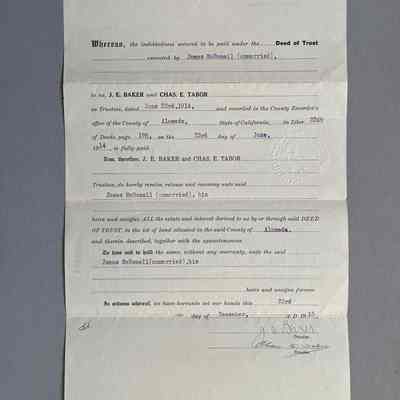 Whereas, the indebtedness secured to be paid under the Deed of Trust
executed by James McDonall (unmarried),
to us, J. E. BAKER and CHAS. E. TABOR
as Trustees, dated June 22nd, 1914, and recorded in the County Recorder's
office of the County of Alameda, State of California, in Liber
of Deeds, page 196, on the 23rd day of June,
1914 is fully paid
Now, therefore, J. E. BAKER and CHAS. E TABOR
Trustees, do hereby remise, release and reconvey unto said
James McDonall (unmarried), his
heirs and assigns ALL the estate and interest derived to us by or through said DEED
OF TRUST, in the lot of land situated in the said County of Alameda,
and therein described, together with the appurtenances
To have and to hold the same, without any warranty, unto the said
James McDonall (unmarried), his
heirs and assigns forever
In witness whereof, we have hereunto set our hands this 23rd
day of December, A D 19
Trustee
Trustee